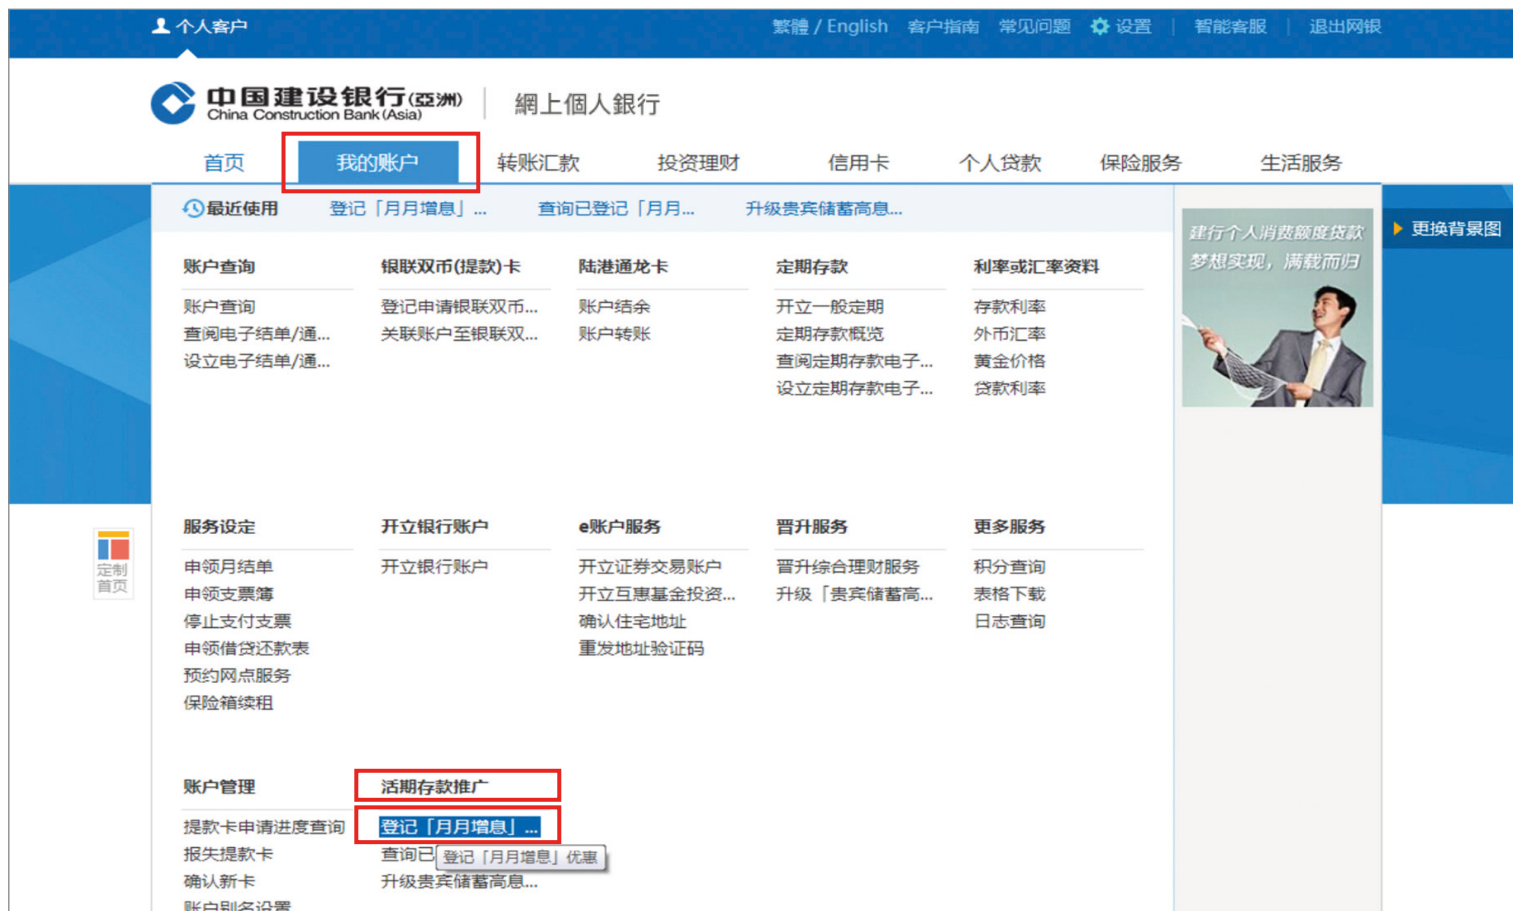 个人客户
繁體 / English 客户指南 常见问题 设置 | 智能客服 | 退出网银
中国建设银行(亞洲)
China Construction Bank (Asia)
網上個人銀行
首页 我的账户 转账汇款 投资理财 信用卡 个人贷款 保险服务 生活服务
最近使用 登记「月月增息」... 查询已登记「月月... 升级贵宾储蓄高息...
建行个人消费额度贷款
梦想实现，满载而归
更换背景图
账户查询 银联双币(提款)卡 陆港通龙卡 定期存款 利率或汇率资料
账户查询 登记申请银联双币... 账户结余 开立一般定期 存款利率
查阅电子结单/通... 关联账户至银联双... 账户转账 定期存款概览 外币汇率
设立电子结单/通... 查阅定期存款电子... 黄金价格
设立定期存款电子... 贷款利率
服务设定 开立银行账户 e账户服务 晋升服务 更多服务
申领月结单 开立银行账户 开立证券交易账户 晋升综合理财服务 积分查询
申领支票簿 开立互惠基金投资... 升级「贵宾储蓄高... 表格下载
停止支付支票 确认住宅地址 日志查询
申领借贷还款表 重发地址验证码
预约网点服务
保险箱续租
定制
首页
账户管理 活期存款推广
提款卡申请进度查询 登记「月月增息」...
报失提款卡 查询已
登记「月月增息」优惠
确认新卡 升级贵宾储蓄高息...
账户别名设置